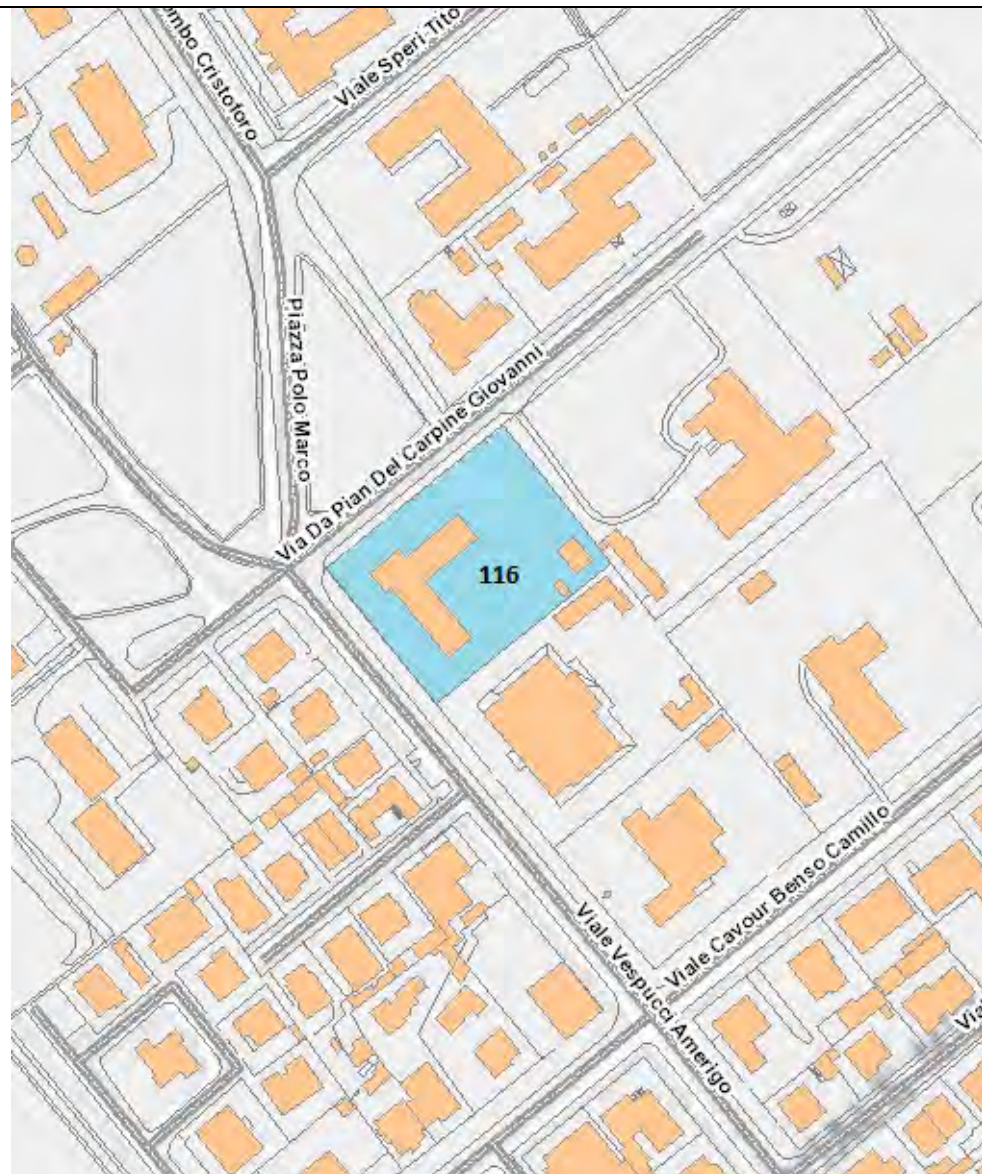 ombo Cristoforo
Viale Speri Tito
Piazza Polo Marco
Via Da Pian Del Carpine Giovanni
116
Viale Cavour Benso Camillo
Viale Vespucci Amerigo
Via